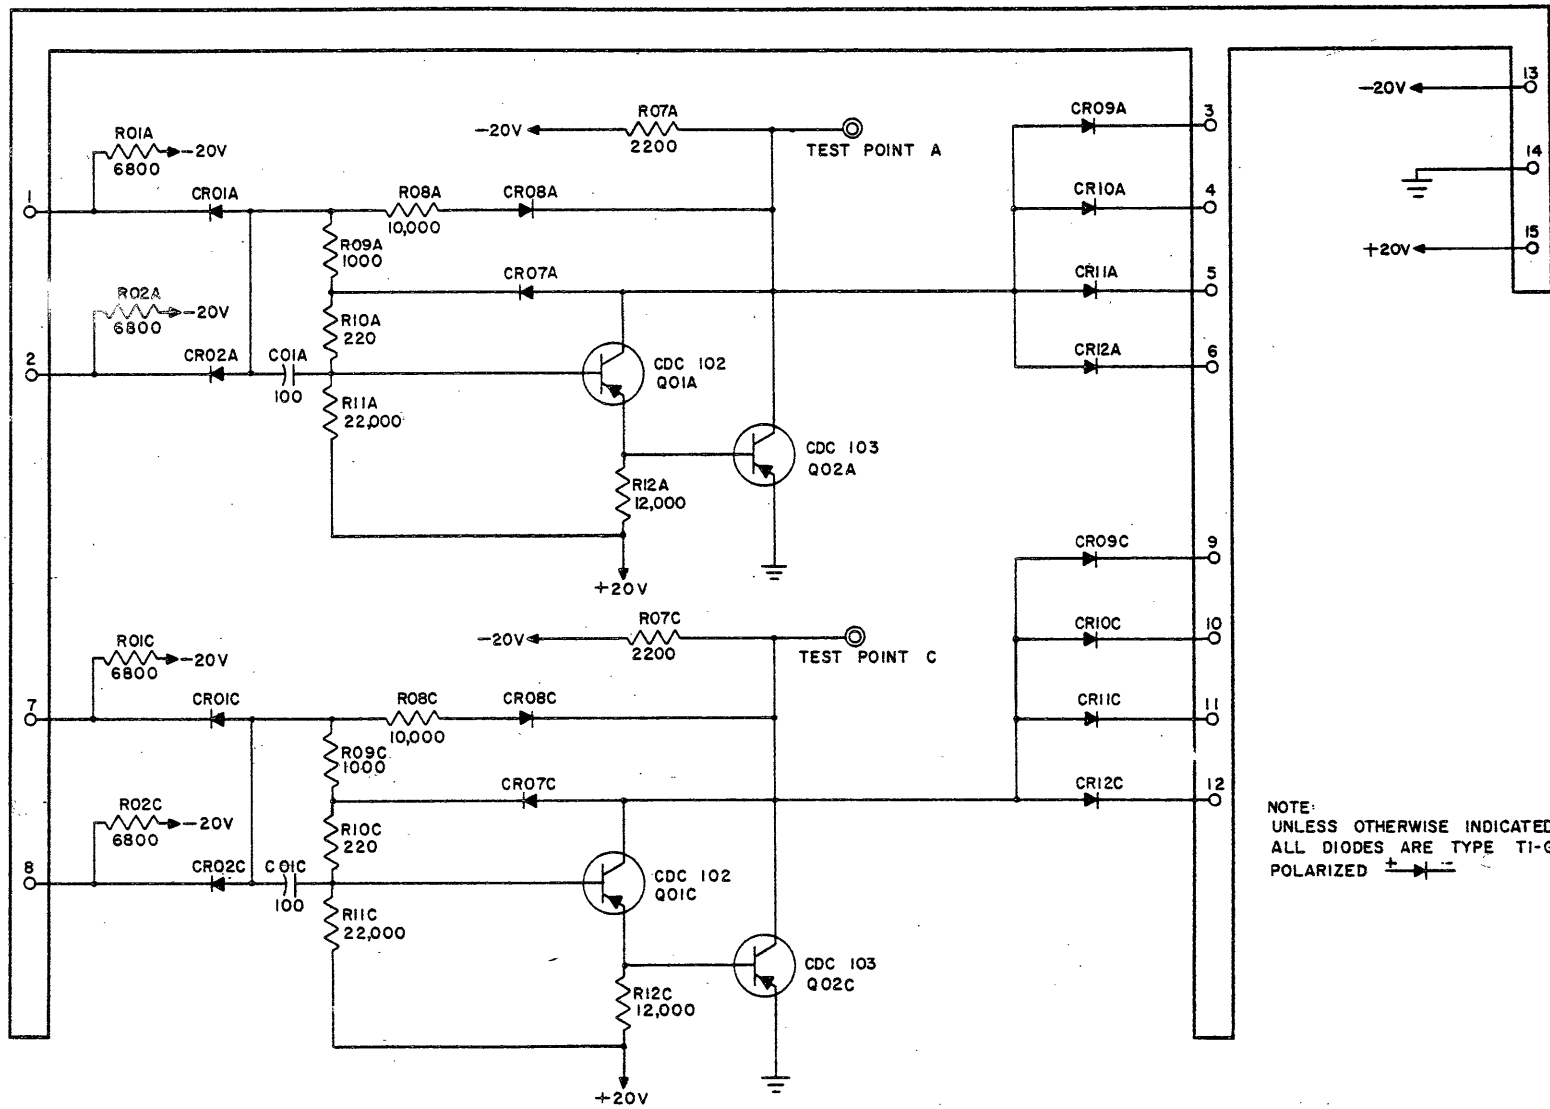 R01A
-20V
6800
CR01A
1
R08A
10,000
CR08A
R07A
-20V
2200
TEST POINT A
CR09A
3
CR10A
4
CR11A
5
CR12A
6
-20V
13
14
+20V
15
R09A
1000
CR07A
R02A
-20V
6800
R10A
220
2
CR02A
C01A
100
CDC 102
Q01A
R11A
22,000
CDC 103
Q02A
R12A
12,000
+20V
CR09C
9
CR10C
10
CR11C
11
CR12C
12
R07C
-20V
2200
TEST POINT C
R01C
-20V
6800
7
CR01C
R08C
10,000
CR08C
R09C
1000
CR07C
R02C
-20V
6800
R10C
220
8
CR02C
C01C
100
CDC 102
Q01C
R11C
22,000
CDC 103
Q02C
R12C
12,000
+20V
NOTE:
UNLESS OTHERWISE INDICATED
ALL DIODES ARE TYPE TI-G
POLARIZED + -